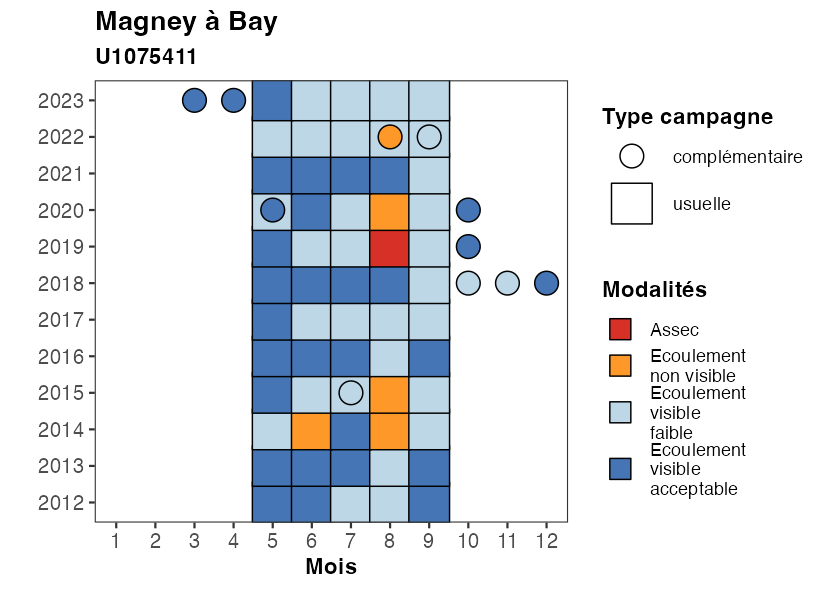 Magney à Bay
U1075411
2023
2022
2021
2020
2019
2018
2017
2016
2015
2014
2013
2012
1 2 3 4 5 6 7 8 9 10 11 12
Mois
Type campagne
complémentaire
usuelle
Modalités
Assec
Ecoulement
non visible
Ecoulement
visible
faible
Ecoulement
visible
acceptable